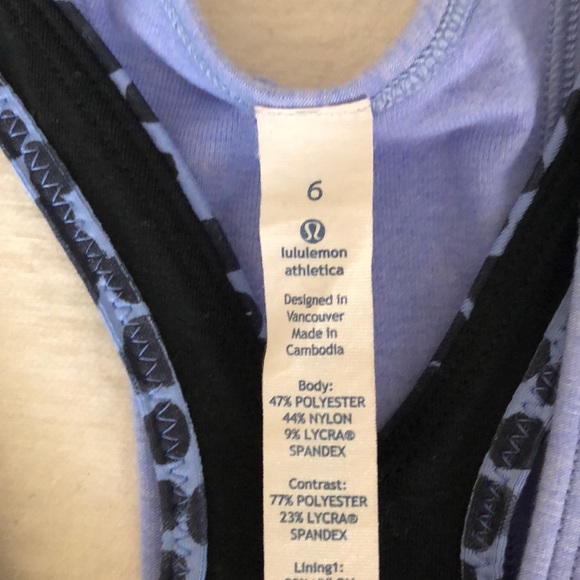 6
lululemon
athletica
Designed in
Vancouver
Made in
Cambodia
Body:
47% POLYESTER
44% NYLON
9% LYCRA®
SPANDEX
Contrast:
77% POLYESTER
23% LYCRA®
SPANDEX
Lining1: